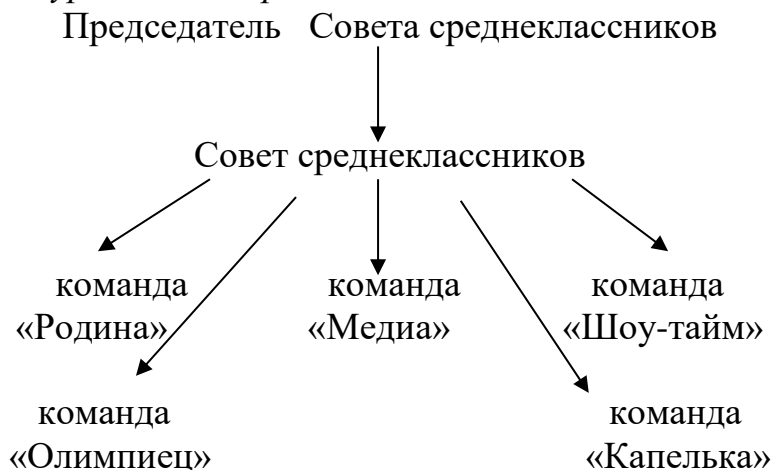 Председатель Совета среднеклассников
Совет среднеклассников
команда команда команда
«Родина» «Медиа» «Шоу-тайм»
команда команда
«Олимпиец» «Капелька»